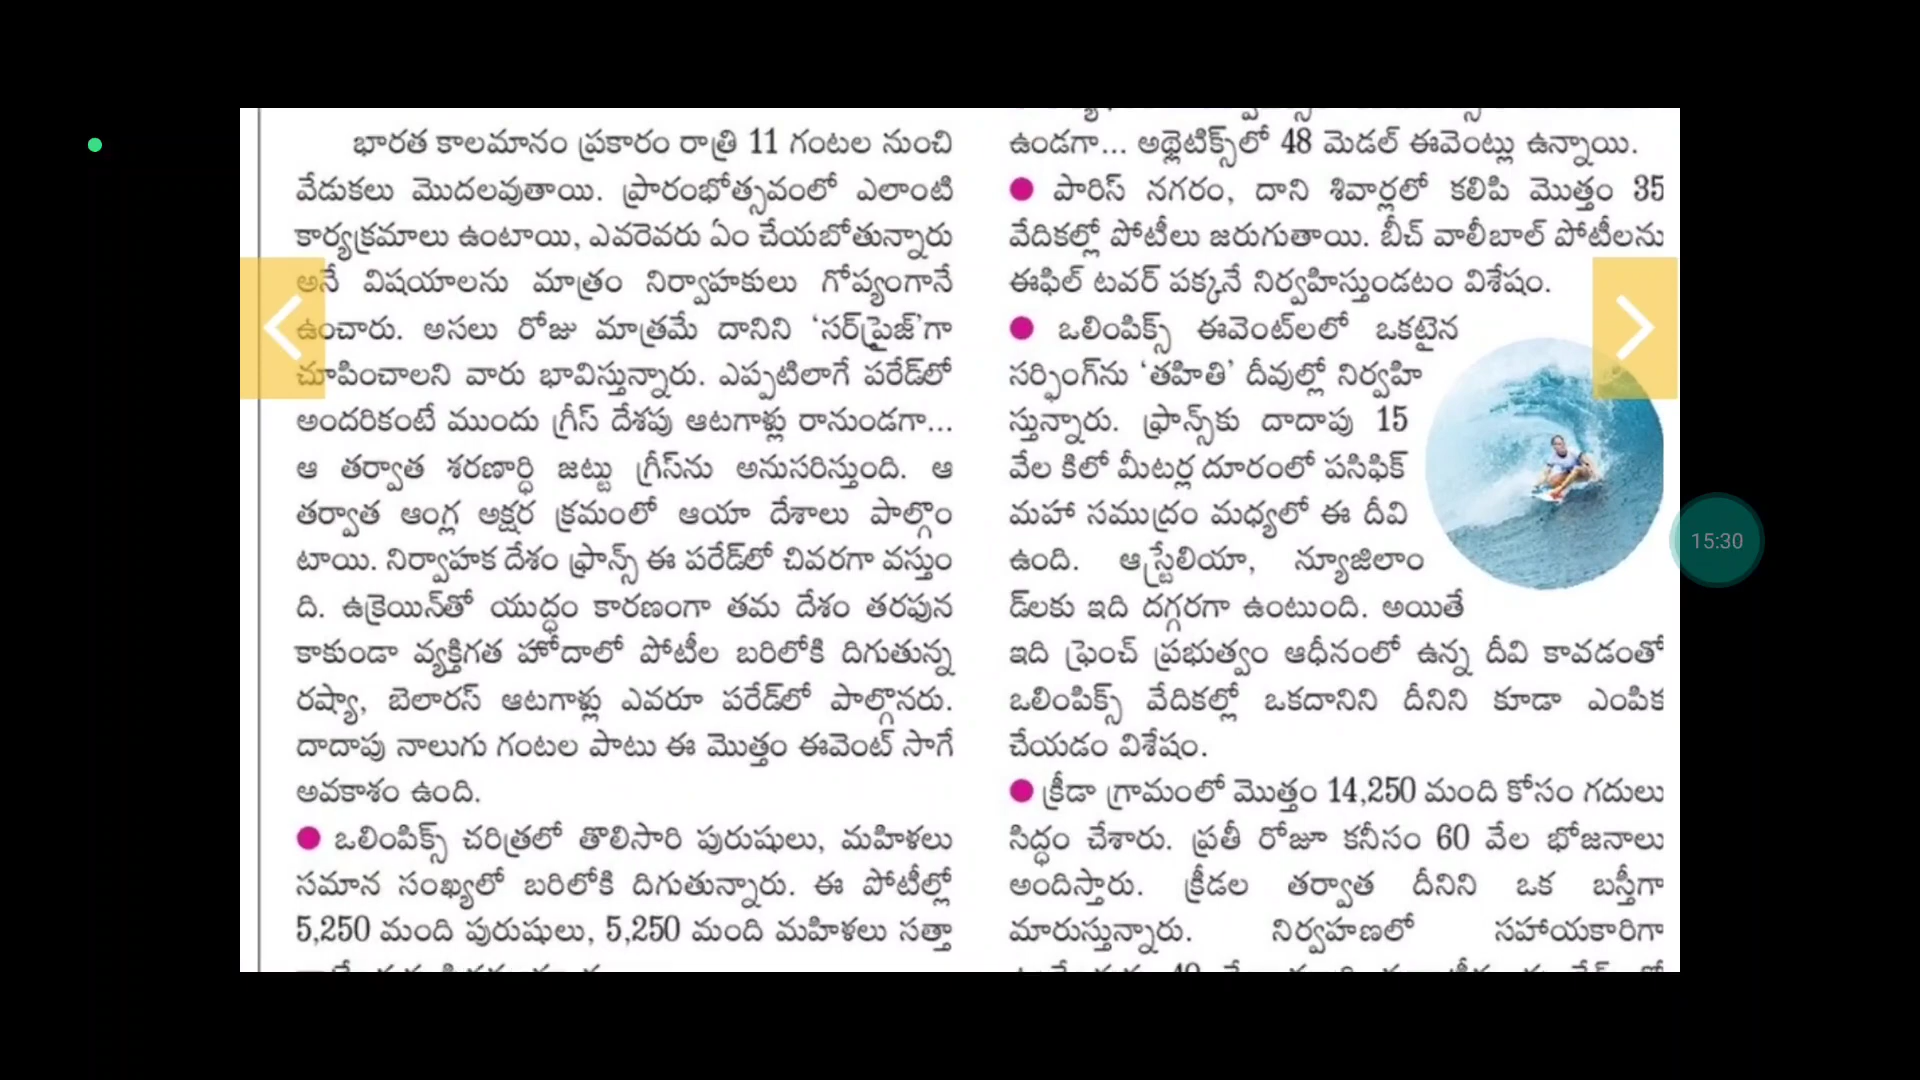 భారత కాలమానం ప్రకారం రాత్రి 11 గంటల నుంచి
వేడుకలు మొదలవుతాయి. ప్రారంభోత్సవంలో ఎలాంటి
కార్యక్రమాలు ఉంటాయి, ఎవరెవరు ఏం చేయబోతున్నారు
అనే విషయాలను మాత్రం నిర్వాహకులు గోప్యంగానే
ఉంచారు. అసలు రోజు మాత్రమే దానిని ‘సర్‌ప్రైజ్’గా
చూపించాలని వారు భావిస్తున్నారు. ఎప్పటిలాగే పరేడ్‌లో
అందరికంటే ముందు గ్రీస్ దేశపు ఆటగాళ్లు రానుండగా...
ఆ తర్వాత శరణార్థి జట్టు గ్రీస్‌ను అనుసరిస్తుంది. ఆ
తర్వాత ఆంగ్ల అక్షర క్రమంలో ఆయా దేశాలు పాల్గొం
టాయి. నిర్వాహక దేశం ఫ్రాన్స్ ఈ పరేడ్‌లో చివరగా వస్తుం
ది. ఉక్రెయిన్‌తో యుద్ధం కారణంగా తమ దేశం తరఫున
కాకుండా వ్యక్తిగత హోదాలో పోటీల బరిలోకి దిగుతున్న
రష్యా, బెలారస్ ఆటగాళ్లు ఎవరూ పరేడ్‌లో పాల్గొనరు.
దాదాపు నాలుగు గంటల పాటు ఈ మొత్తం ఈవెంట్ సాగే
అవకాశం ఉంది.
● ఒలింపిక్స్ చరిత్రలో తొలిసారి పురుషులు, మహిళలు
సమాన సంఖ్యలో బరిలోకి దిగుతున్నారు. ఈ పోటీల్లో
5,250 మంది పురుషులు, 5,250 మంది మహిళలు సత్తా
ఉండగా... అథ్లెటిక్స్‌లో 48 మెడల్ ఈవెంట్లు ఉన్నాయి.
● పారిస్ నగరం, దాని శివార్లలో కలిపి మొత్తం 35
వేదికల్లో పోటీలు జరుగుతాయి. బీచ్ వాలీబాల్ పోటీలను
ఈఫిల్ టవర్ పక్కనే నిర్వహిస్తుండటం విశేషం.
● ఒలింపిక్స్ ఈవెంట్‌లలో ఒకటైన
సర్ఫింగ్‌ను ‘తహితి’ దీవుల్లో నిర్వహి
స్తున్నారు. ఫ్రాన్స్‌కు దాదాపు 15
వేల కిలో మీటర్ల దూరంలో పసిఫిక్
మహా సముద్రం మధ్యలో ఈ దీవి
ఉంది. ఆస్ట్రేలియా, న్యూజిలాం
డ్‌లకు ఇది దగ్గరగా ఉంటుంది. అయితే
ఇది ఫ్రెంచ్ ప్రభుత్వం ఆధీనంలో ఉన్న దీవి కావడంతో
ఒలింపిక్స్ వేదికల్లో ఒకదానిని దీనిని కూడా ఎంపిక
చేయడం విశేషం.
● క్రీడా గ్రామంలో మొత్తం 14,250 మంది కోసం గదులు
సిద్ధం చేశారు. ప్రతీ రోజూ కనీసం 60 వేల భోజనాలు
అందిస్తారు. క్రీడల తర్వాత దీనిని ఒక బస్తీగా
మారుస్తున్నారు. నిర్వహణలో సహాయకారిగా
15:30